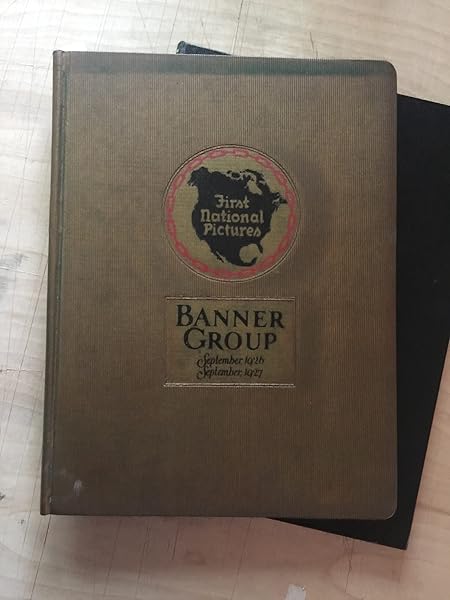 First
National
Pictures
BANNER
GROUP
September 1926
September, 1927